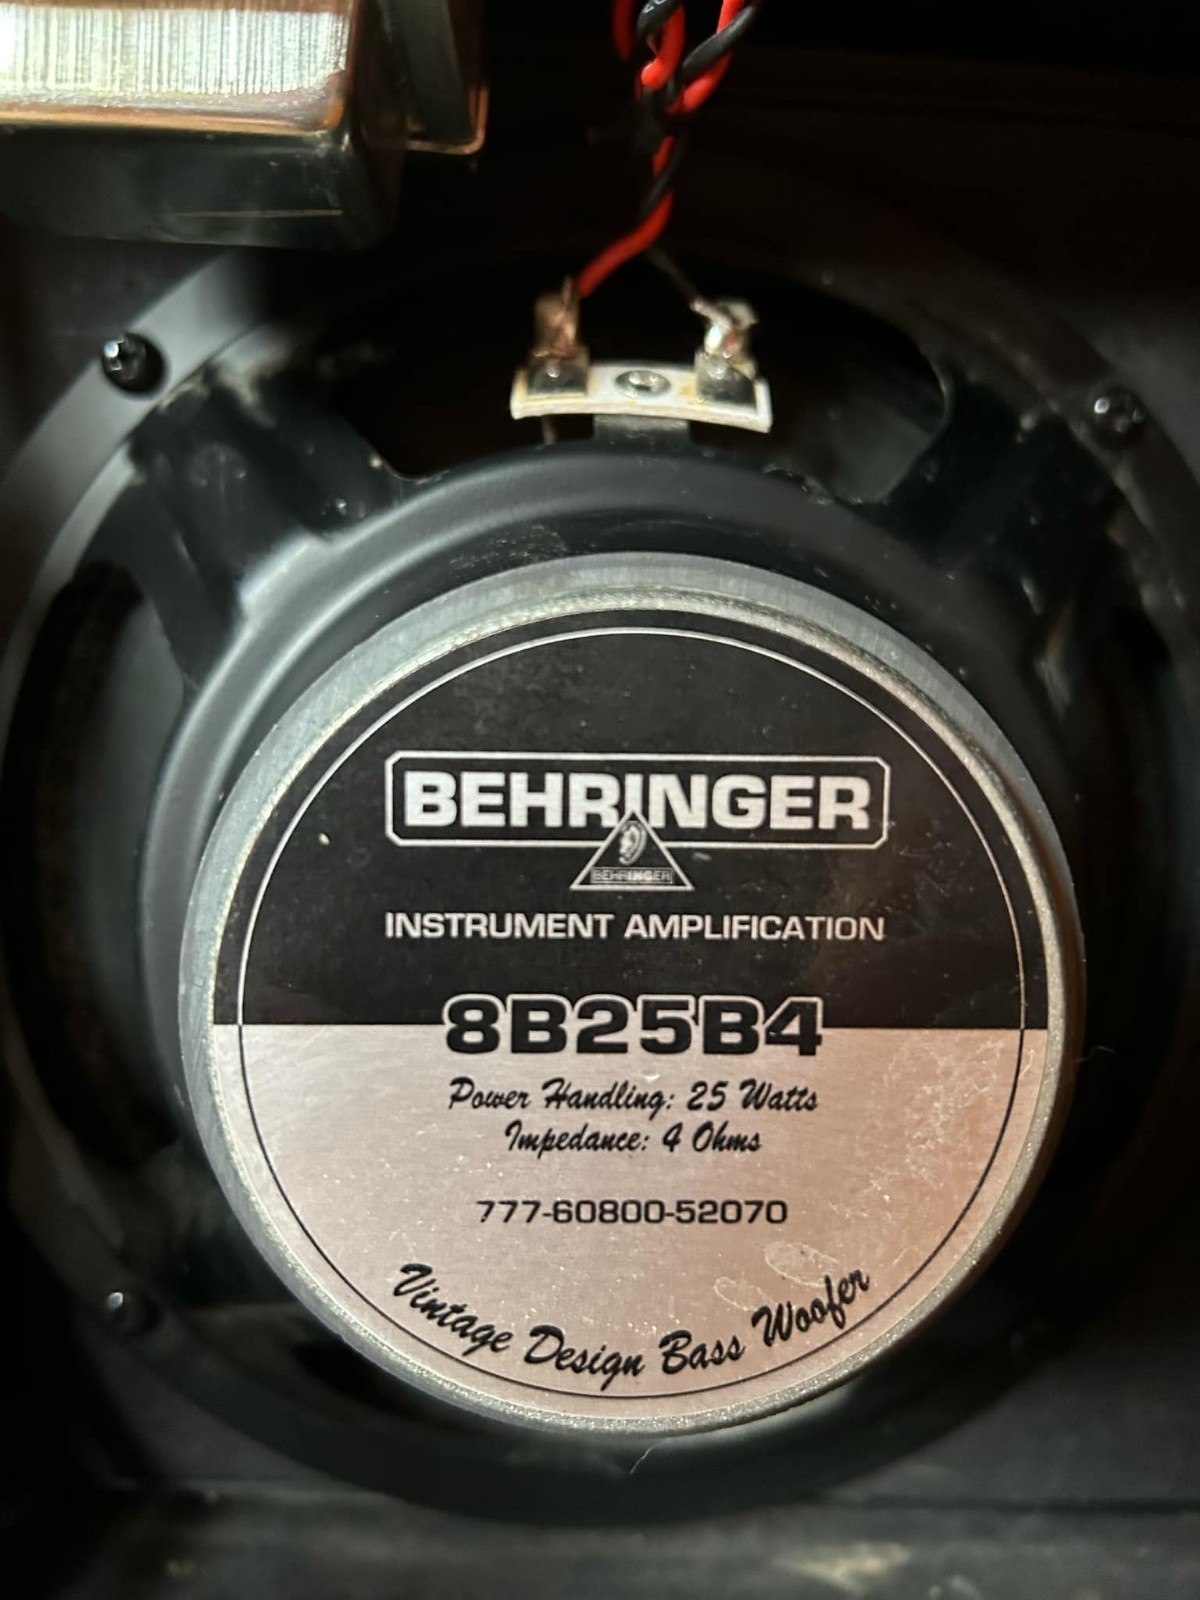 BEHRINGER
BEHRINGER
INSTRUMENT AMPLIFICATION
8B25B4
Power Handling: 25 Watts
Impedance: 4 Ohms
777-60800-52070
Vintage Design Bass Woofer